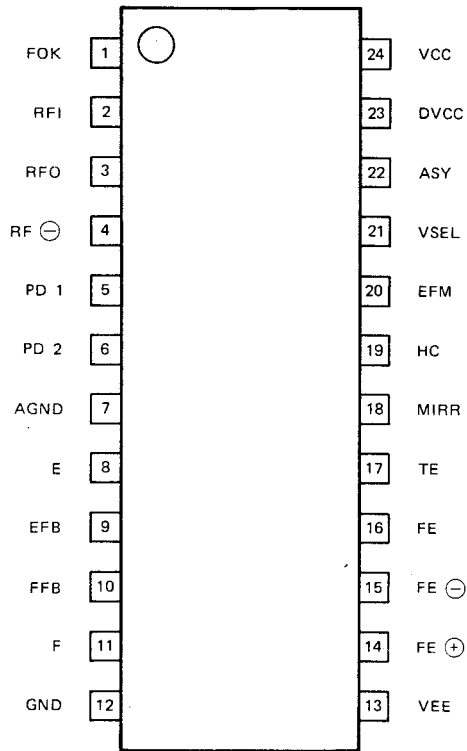 FOK 1 24 VCC
RFI 2 23 DVCC
RFO 3 22 ASY
RF ⊖ 4 21 VSEL
PD 1 5 20 EFM
PD 2 6 19 HC
AGND 7 18 MIRR
E 8 17 TE
EFB 9 16 FE
FFB 10 15 FE ⊖
F 11 14 FE ⊕
GND 12 13 VEE